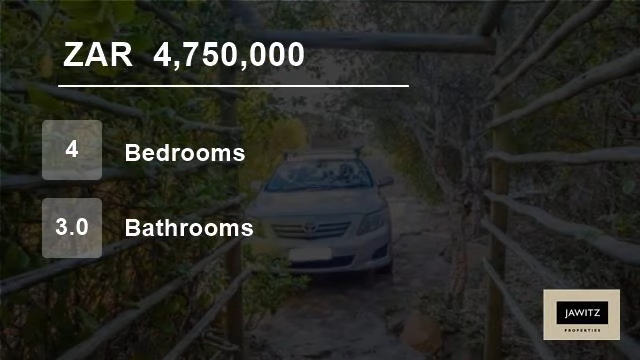 ZAR 4,750,000
4 Bedrooms
3.0 Bathrooms
JAWITZ
PROPERTIES